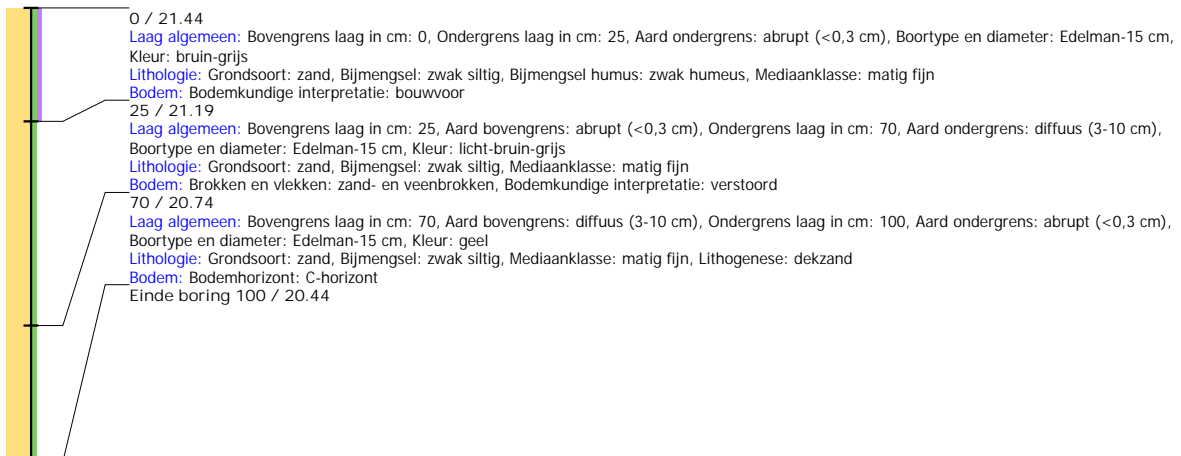 0 / 21.44
Laag algemeen: Bovengrens laag in cm: 0, Ondergrens laag in cm: 25, Aard ondergrens: abrupt (<0,3 cm), Boortype en diameter: Edelman-15 cm,
Kleur: bruin-grijs
Lithologie: Grondsoort: zand, Bijmengsel: zwak siltig, Bijmengsel humus: zwak humeus, Mediaanklasse: matig fijn
Bodem: Bodemkundige interpretatie: bouwvoor
25 / 21.19
Laag algemeen: Bovengrens laag in cm: 25, Aard bovengrens: abrupt (<0,3 cm), Ondergrens laag in cm: 70, Aard ondergrens: diffuus (3-10 cm),
Boortype en diameter: Edelman-15 cm, Kleur: licht-bruin-grijs
Lithologie: Grondsoort: zand, Bijmengsel: zwak siltig, Mediaanklasse: matig fijn
Bodem: Brokken en vlekken: zand- en veenbrokken, Bodemkundige interpretatie: verstoord
70 / 20.74
Laag algemeen: Bovengrens laag in cm: 70, Aard bovengrens: diffuus (3-10 cm), Ondergrens laag in cm: 100, Aard ondergrens: abrupt (<0,3 cm),
Boortype en diameter: Edelman-15 cm, Kleur: geel
Lithologie: Grondsoort: zand, Bijmengsel: zwak siltig, Mediaanklasse: matig fijn, Lithogenese: dekzand
Bodem: Bodemhorizont: C-horizont
Einde boring 100 / 20.44